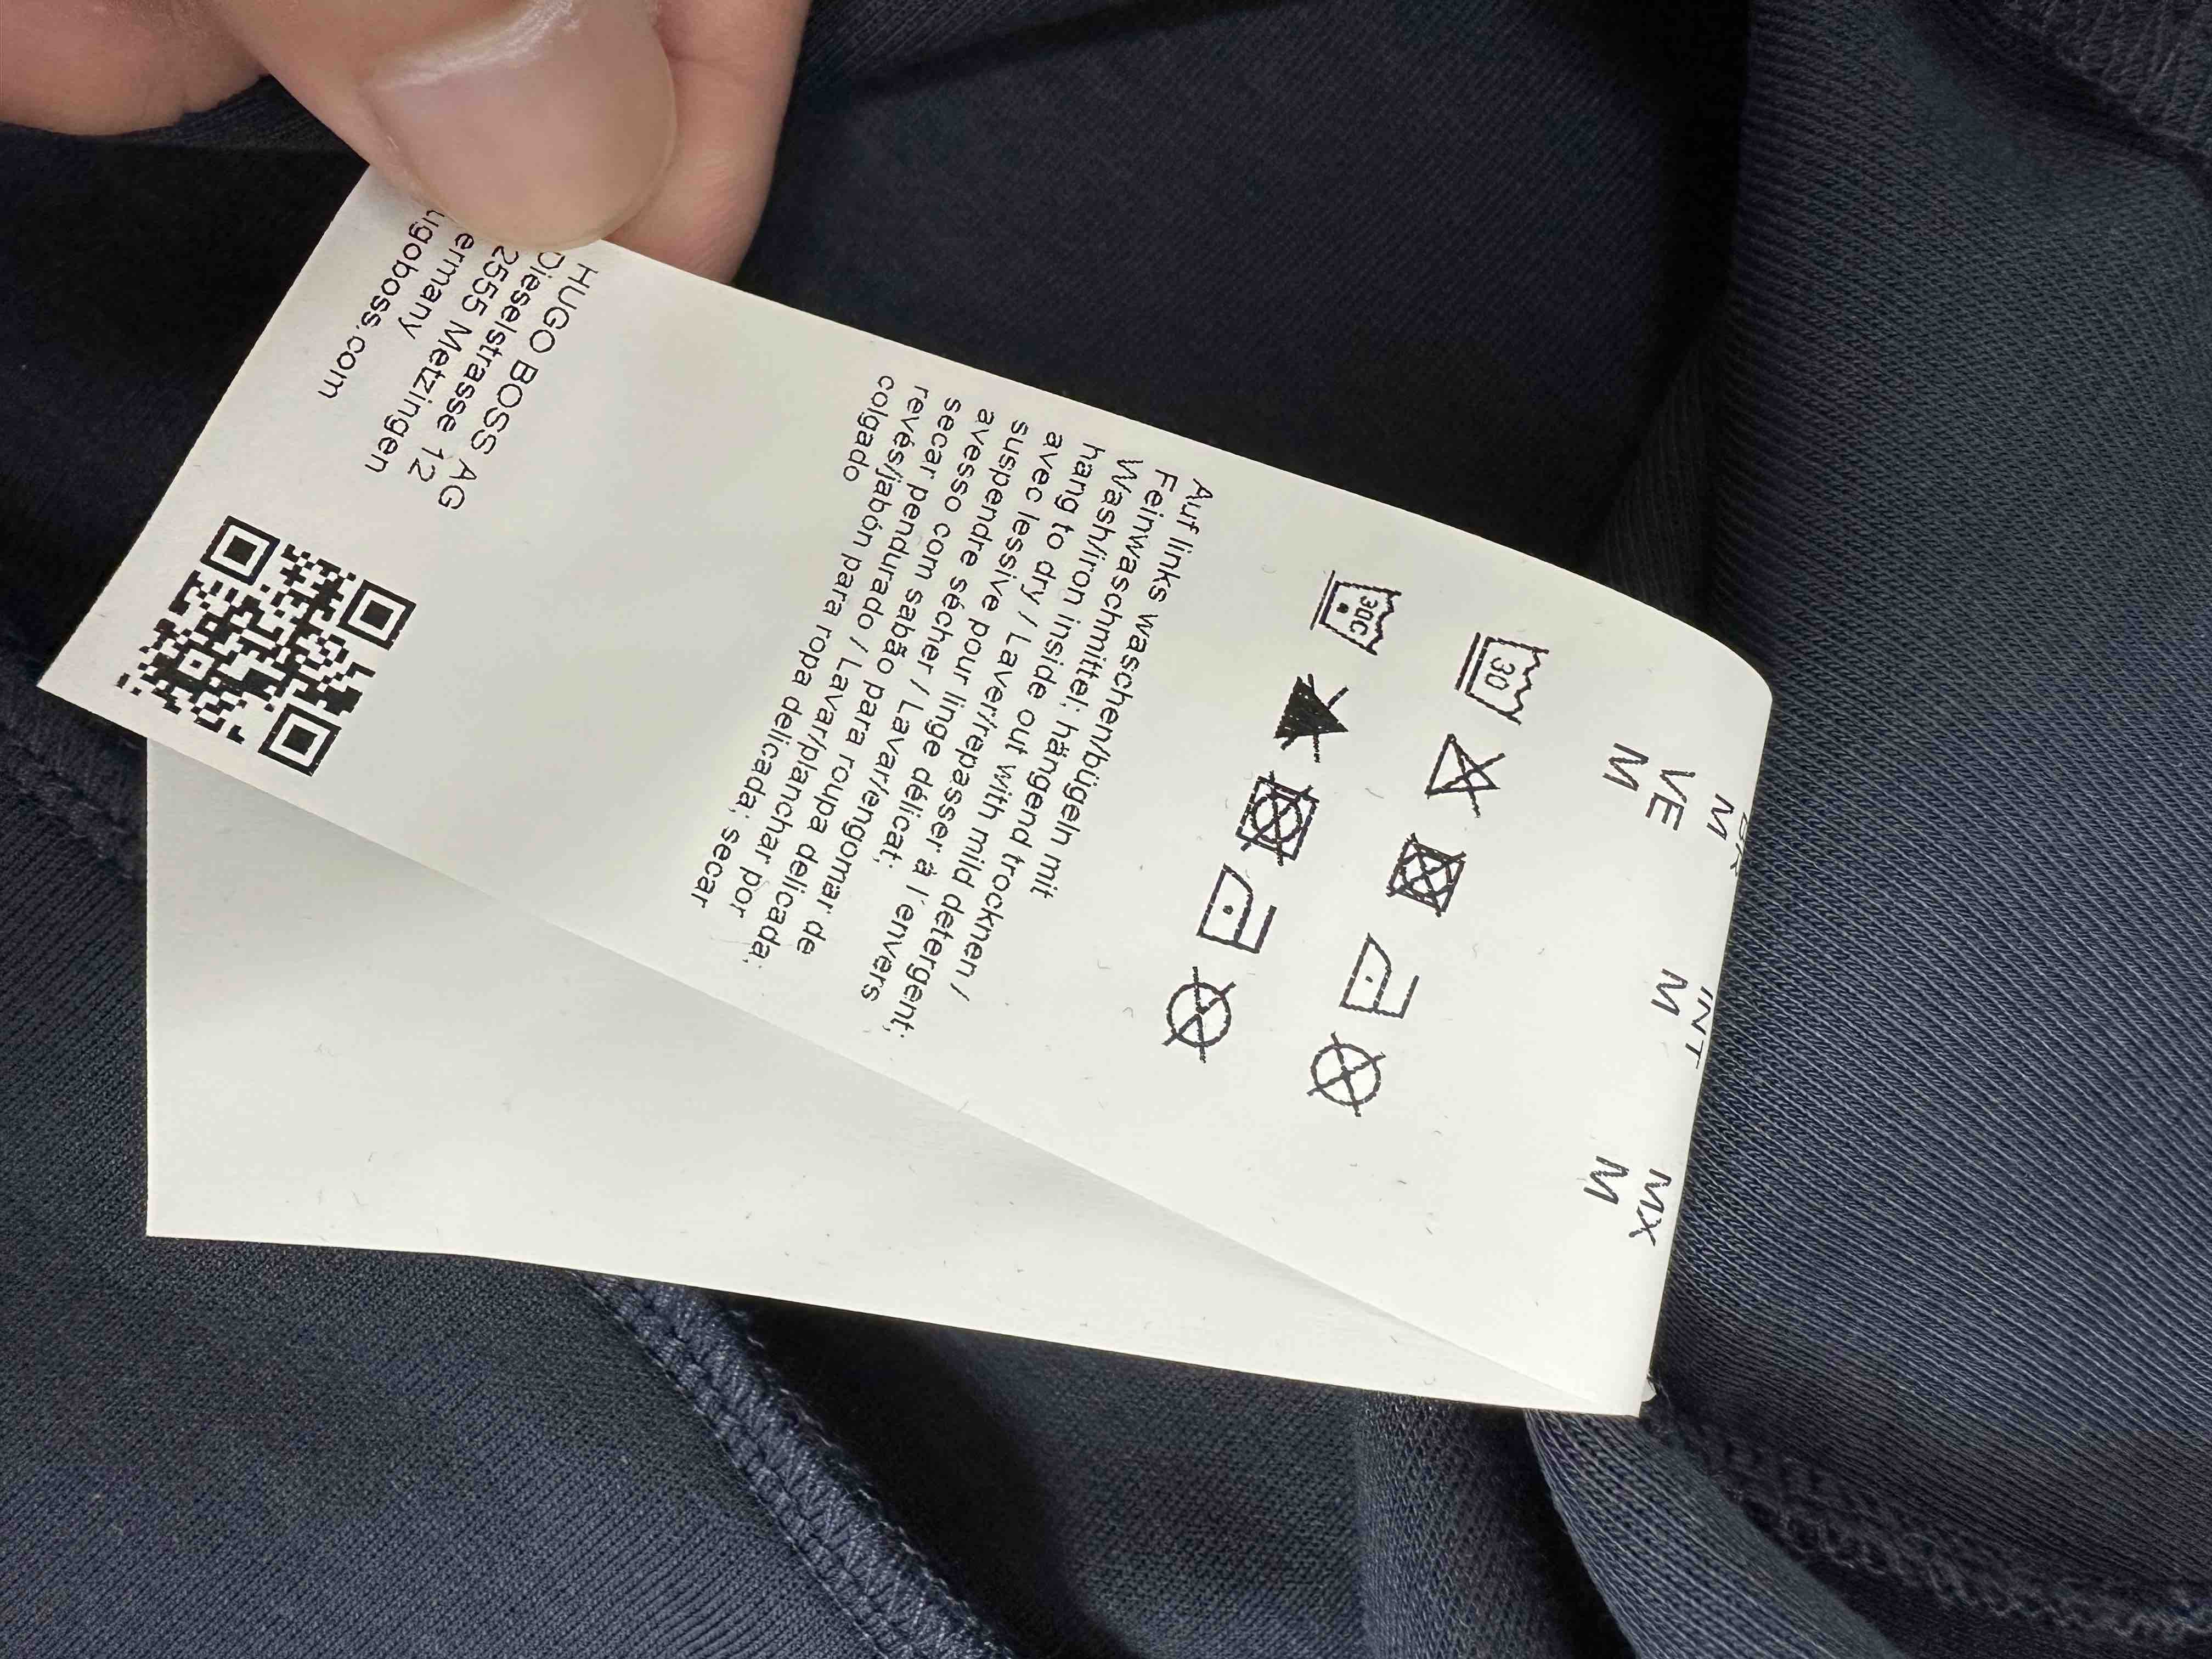 M
INT
M
MX
M
VE
M
30
30C
Auf links waschen/bügeln mit
Feinwaschmittel; hängend trocknen /
Wash/iron inside out with mild detergent;
hang to dry / Laver/repasser à l'envers
avec lessive pour linge délicat;
suspendre sécher / Lavar/engomar de
avesso com sabão para roupa delicada;
secar pendurado / Lavar/planchar por
revés/jabón para ropa delicada; secar
colgado
HUGO BOSS AG
Dieselstrasse 12
2555 Metzingen
ermany
ugoboss.com